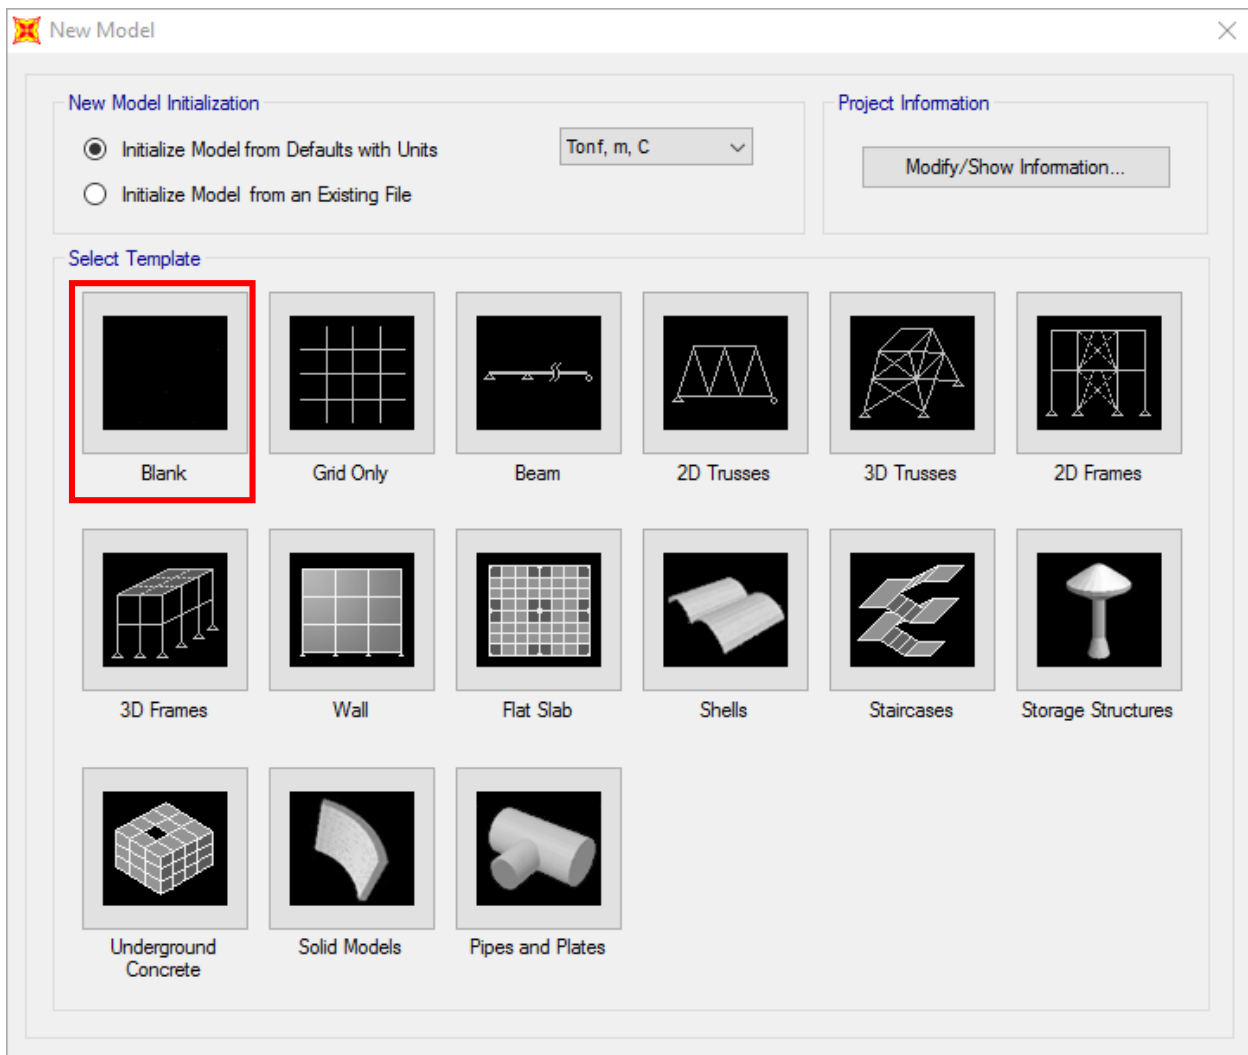 New Model
New Model Initialization
Project Information
Initialize Model from Defaults with Units
Tonf, m, C
Modify/Show Information...
Initialize Model from an Existing File
Select Template
Blank
Grid Only
Beam
2D Trusses
3D Trusses
2D Frames
3D Frames
Wall
Flat Slab
Shells
Staircases
Storage Structures
Underground
Concrete
Solid Models
Pipes and Plates